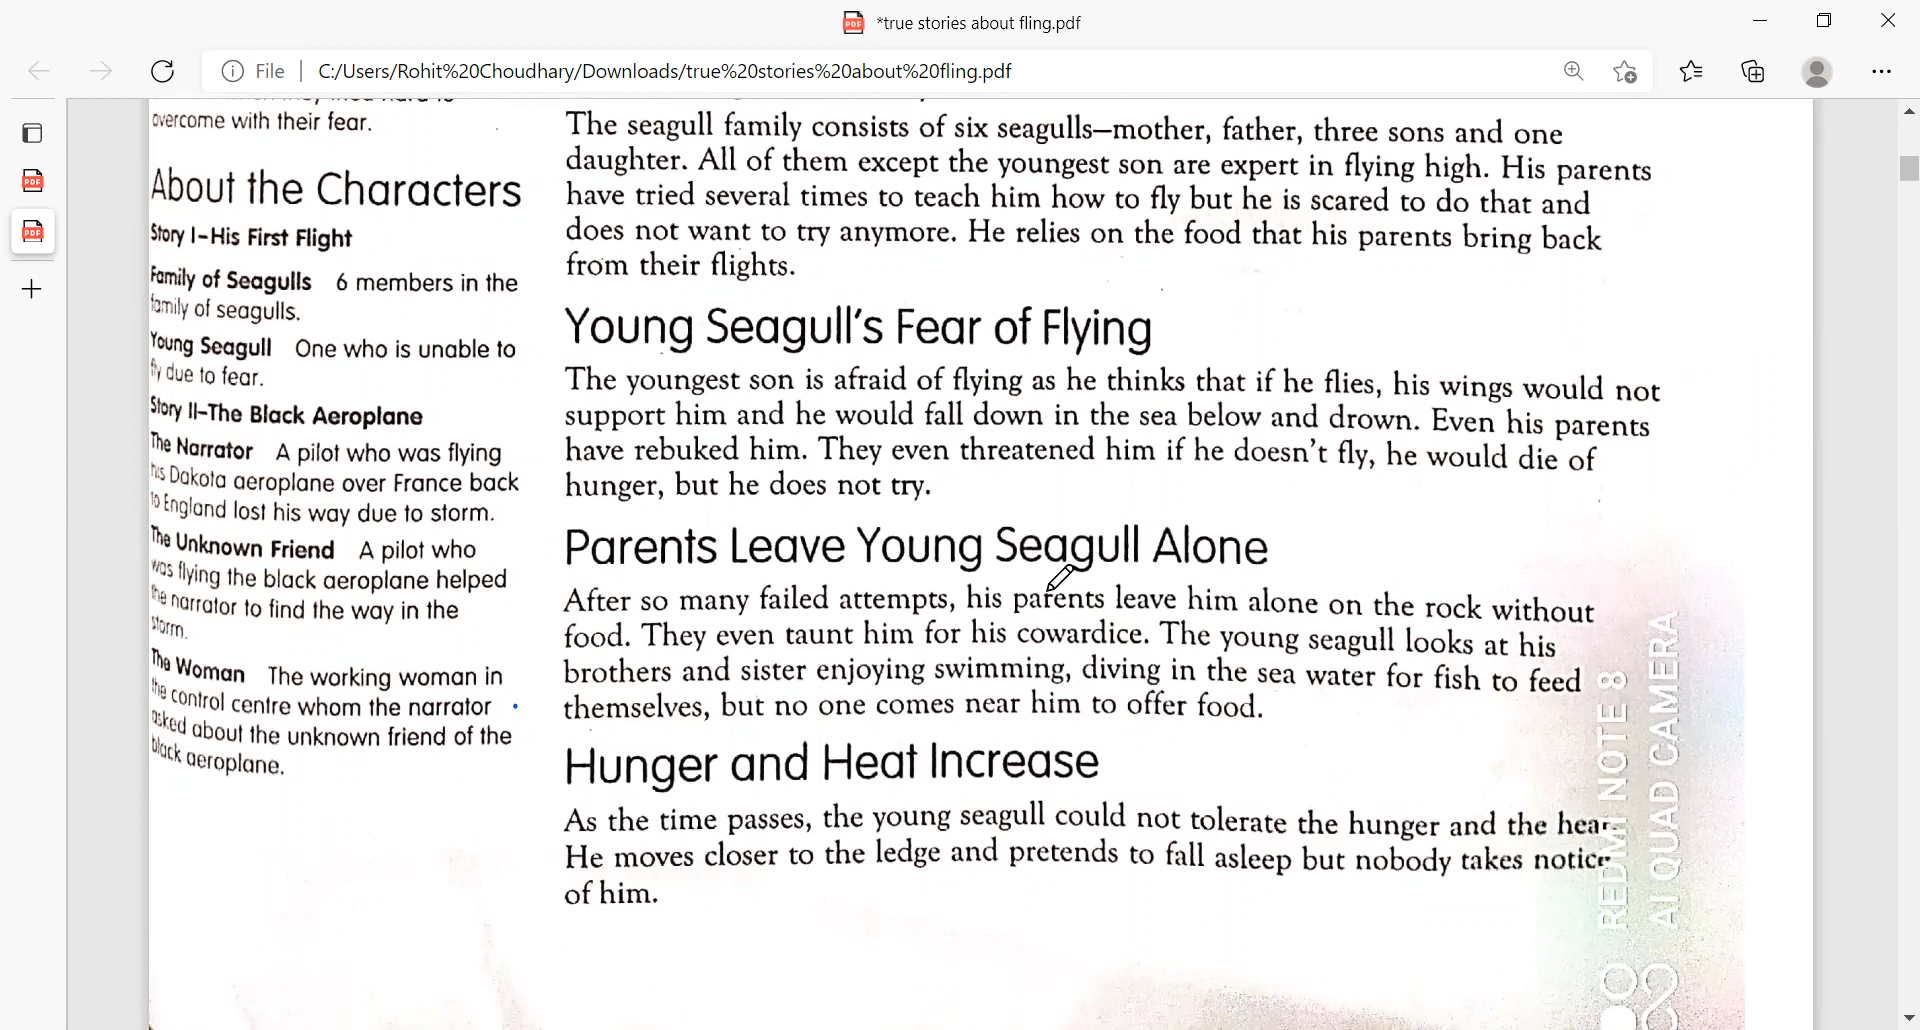 *true stories about fling.pdf
File
C:/Users/Rohit%20Choudhary/Downloads/true%20stories%20about%20fling.pdf
overcome with their fear.
About the Characters
Story I–His First Flight
Family of Seagulls 6 members in the
family of seagulls.
Young Seagull One who is unable to
fly due to fear.
Story II–The Black Aeroplane
The Narrator A pilot who was flying
his Dakota aeroplane over France back
to England lost his way due to storm.
The Unknown Friend A pilot who
was flying the black aeroplane helped
the narrator to find the way in the
storm.
The Woman The working woman in
the control centre whom the narrator
asked about the unknown friend of the
black aeroplane.
The seagull family consists of six seagulls–mother, father, three sons and one
daughter. All of them except the youngest son are expert in flying high. His parents
have tried several times to teach him how to fly but he is scared to do that and
does not want to try anymore. He relies on the food that his parents bring back
from their flights.
Young Seagull's Fear of Flying
The youngest son is afraid of flying as he thinks that if he flies, his wings would not
support him and he would fall down in the sea below and drown. Even his parents
have rebuked him. They even threatened him if he doesn't fly, he would die of
hunger, but he does not try.
Parents Leave Young Seagull Alone
After so many failed attempts, his parents leave him alone on the rock without
food. They even taunt him for his cowardice. The young seagull looks at his
brothers and sister enjoying swimming, diving in the sea water for fish to feed
themselves, but no one comes near him to offer food.
Hunger and Heat Increase
As the time passes, the young seagull could not tolerate the hunger and the
He moves closer to the ledge and pretends to fall asleep but nobody takes notice
of him.
REDMI NOTE 8
AI QUAD CAMERA